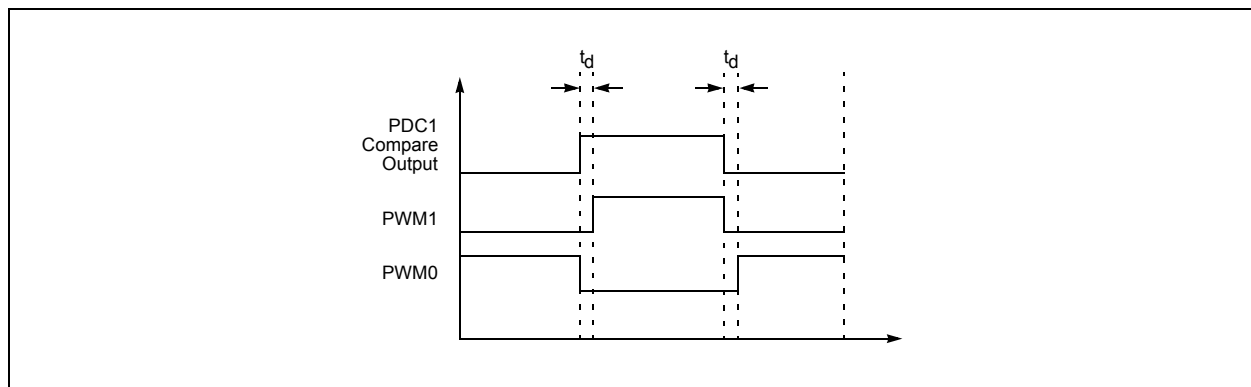 td td
PDC1
Compare
Output
PWM1
PWM0